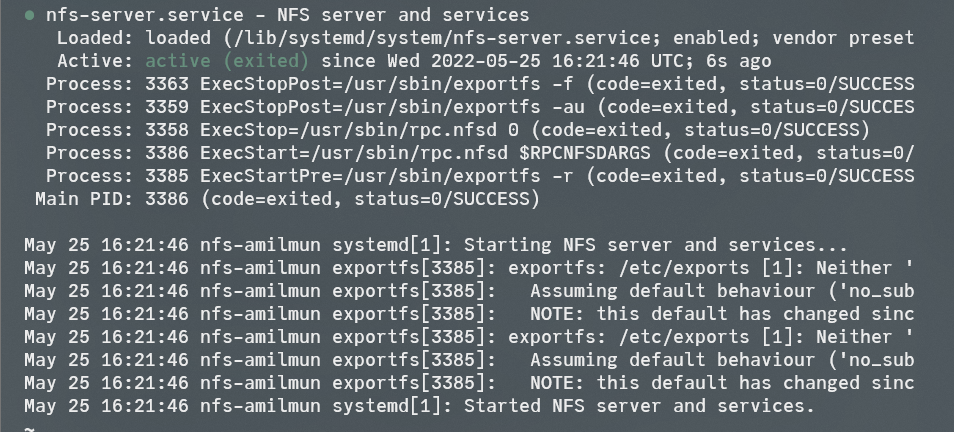 ● nfs-server.service - NFS server and services
Loaded: loaded (/lib/systemd/system/nfs-server.service; enabled; vendor preset
Active: active (exited) since Wed 2022-05-25 16:21:46 UTC; 6s ago
Process: 3363 ExecStopPost=/usr/sbin/exportfs -f (code=exited, status=0/SUCCESS
Process: 3359 ExecStopPost=/usr/sbin/exportfs -au (code=exited, status=0/SUCCES
Process: 3358 ExecStop=/usr/sbin/rpc.nfsd 0 (code=exited, status=0/SUCCESS)
Process: 3386 ExecStart=/usr/sbin/rpc.nfsd $RPCNFSDARGS (code=exited, status=0/
Process: 3385 ExecStartPre=/usr/sbin/exportfs -r (code=exited, status=0/SUCCESS
Main PID: 3386 (code=exited, status=0/SUCCESS)

May 25 16:21:46 nfs-amilmun systemd[1]: Starting NFS server and services...
May 25 16:21:46 nfs-amilmun exportfs[3385]: exportfs: /etc/exports [1]: Neither '
May 25 16:21:46 nfs-amilmun exportfs[3385]:   Assuming default behaviour ('no_sub
May 25 16:21:46 nfs-amilmun exportfs[3385]:   NOTE: this default has changed sinc
May 25 16:21:46 nfs-amilmun exportfs[3385]: exportfs: /etc/exports [1]: Neither '
May 25 16:21:46 nfs-amilmun exportfs[3385]:   Assuming default behaviour ('no_sub
May 25 16:21:46 nfs-amilmun exportfs[3385]:   NOTE: this default has changed sinc
May 25 16:21:46 nfs-amilmun systemd[1]: Started NFS server and services.
~